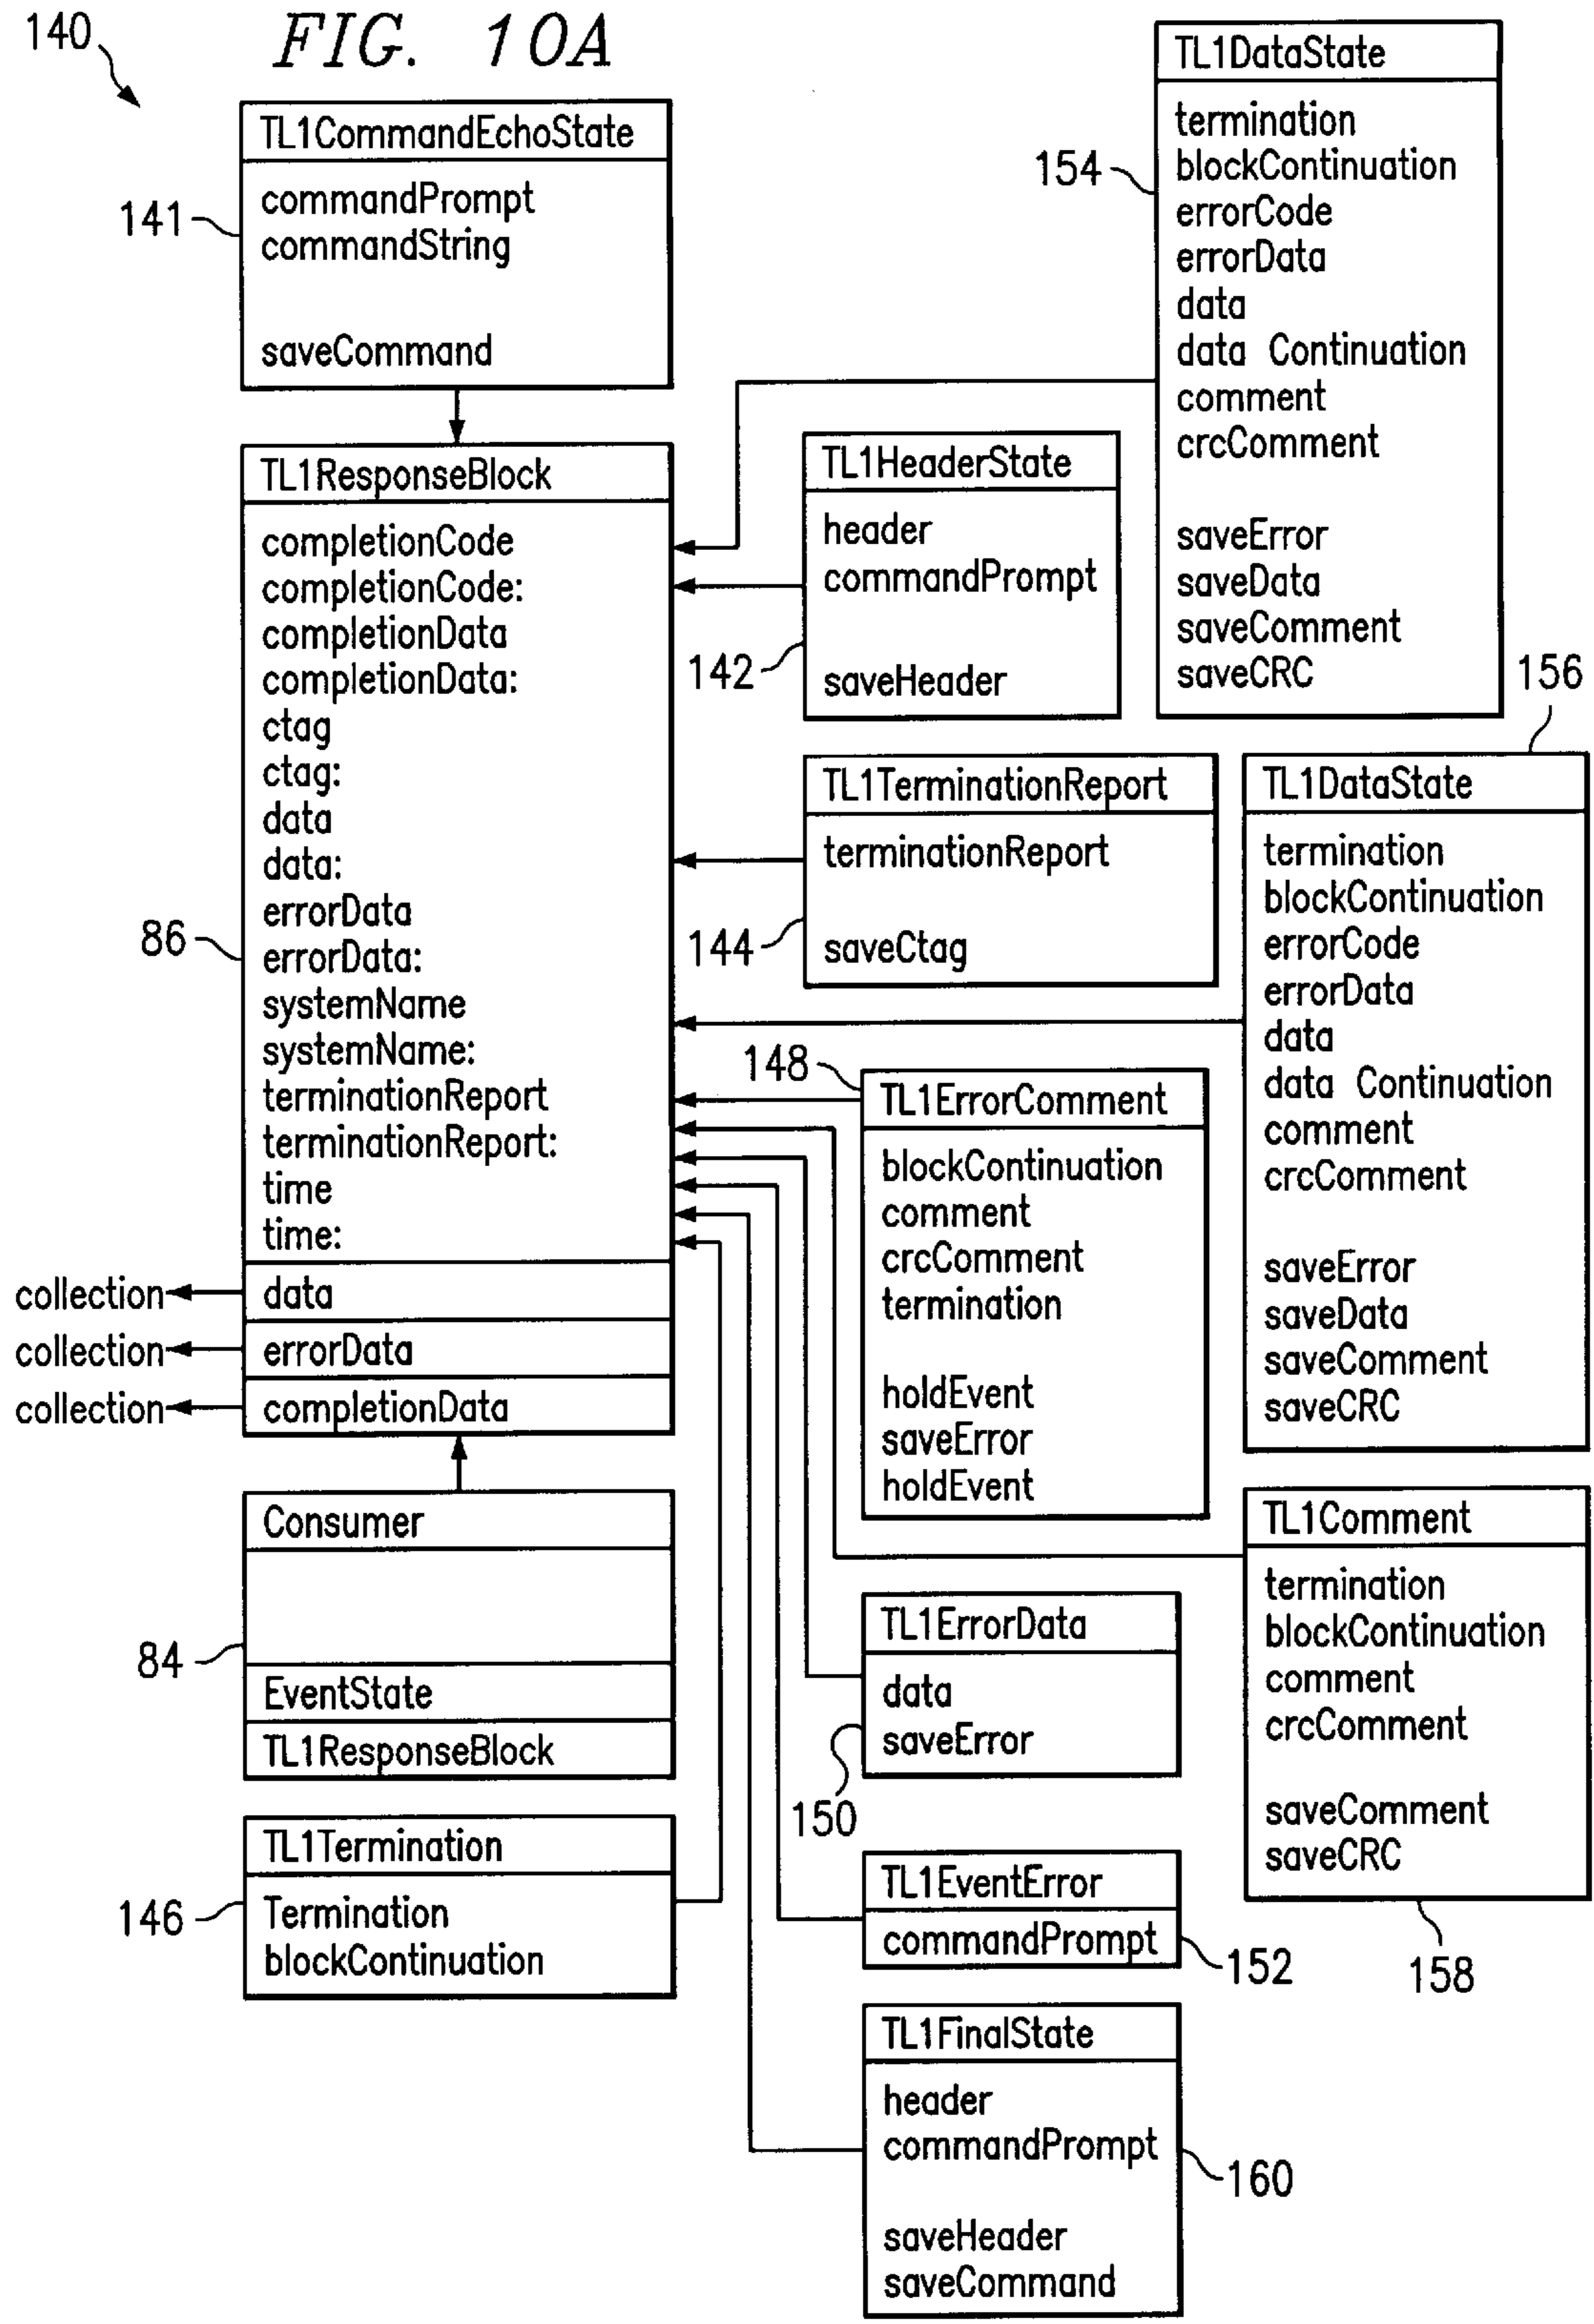 140
FIG. 10A
TL1CommandEchoState
commandPrompt
commandString
saveCommand
141
TL1ResponseBlock
completionCode
completionCode:
completionData
completionData:
ctag
ctag:
data
data:
errorData
errorData:
systemName
systemName:
terminationReport
terminationReport:
time
time:
data
errorData
completionData
86
collection
collection
collection
Consumer
EventState
TL1ResponseBlock
84
TL1Termination
Termination
blockContinuation
146
TL1HeaderState
header
commandPrompt
saveHeader
142
TL1TerminationReport
terminationReport
saveCtag
144
148
TL1ErrorComment
blockContinuation
comment
crcComment
termination
holdEvent
saveError
holdEvent
TL1ErrorData
data
saveError
150
TL1EventError
commandPrompt
152
TL1FinalState
header
commandPrompt
saveHeader
saveCommand
160
TL1DataState
termination
blockContinuation
errorCode
errorData
data
data Continuation
comment
crcComment
saveError
saveData
saveComment
saveCRC
154
156
TL1DataState
termination
blockContinuation
errorCode
errorData
data
data Continuation
comment
crcComment
saveError
saveData
saveComment
saveCRC
TL1Comment
termination
blockContinuation
comment
crcComment
saveComment
saveCRC
158